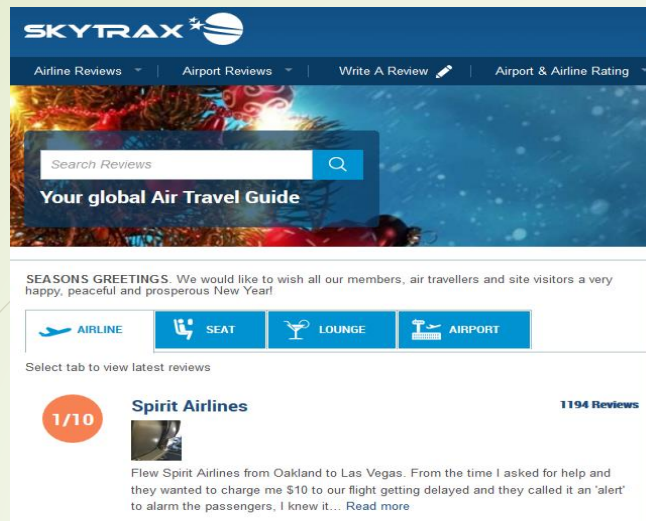 SKYTRAX
Airline Reviews
Airport Reviews
Write A Review
Airport & Airline Rating
Search Reviews
Your global Air Travel Guide
SEASONS GREETINGS. We would like to wish all our members, air travellers and site visitors a very
happy, peaceful and prosperous New Year!
AIRLINE
SEAT
LOUNGE
AIRPORT
Select tab to view latest reviews
1/10
Spirit Airlines
1194 Reviews
Flew Spirit Airlines from Oakland to Las Vegas. From the time I asked for help and
they wanted to charge me $10 to our flight getting delayed and they called it an 'alert'
to alarm the passengers, I knew it... Read more